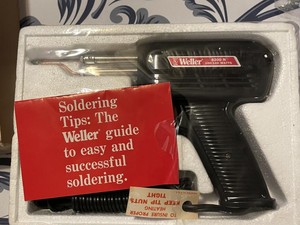 Weller
Soldering
Tips: The
Weller guide
to easy and
successful
soldering.
TO INSURE PROPER
HEATING
KEEP TIP NUTS
TIGHT